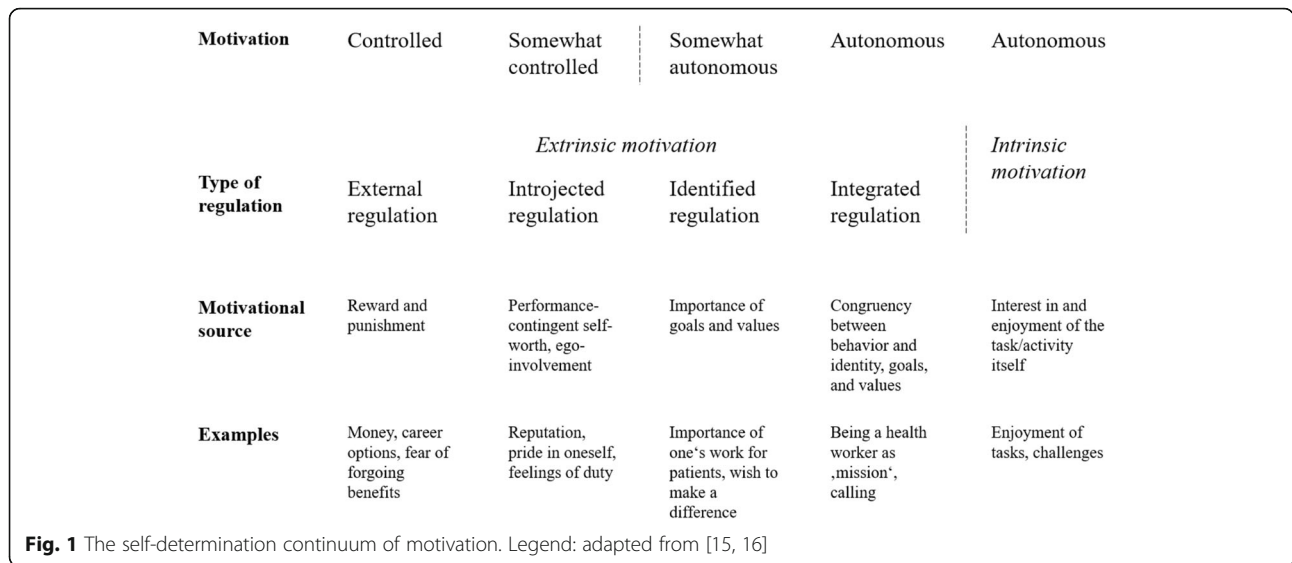 Motivation Controlled Somewhat controlled Somewhat autonomous Autonomous Autonomous
Extrinsic motivation
Intrinsic motivation
Type of regulation
External regulation
Introjected regulation
Identified regulation
Integrated regulation
Motivational source
Reward and punishment
Performance-contingent self-worth, ego-involvement
Importance of goals and values
Congruency between behavior and identity, goals, and values
Interest in and enjoyment of the task/activity itself
Examples
Money, career options, fear of forgoing benefits
Reputation, pride in oneself, feelings of duty
Importance of one‘s work for patients, wish to make a difference
Being a health worker as ‚mission‘, calling
Enjoyment of tasks, challenges
Fig. 1 The self-determination continuum of motivation. Legend: adapted from [15, 16]